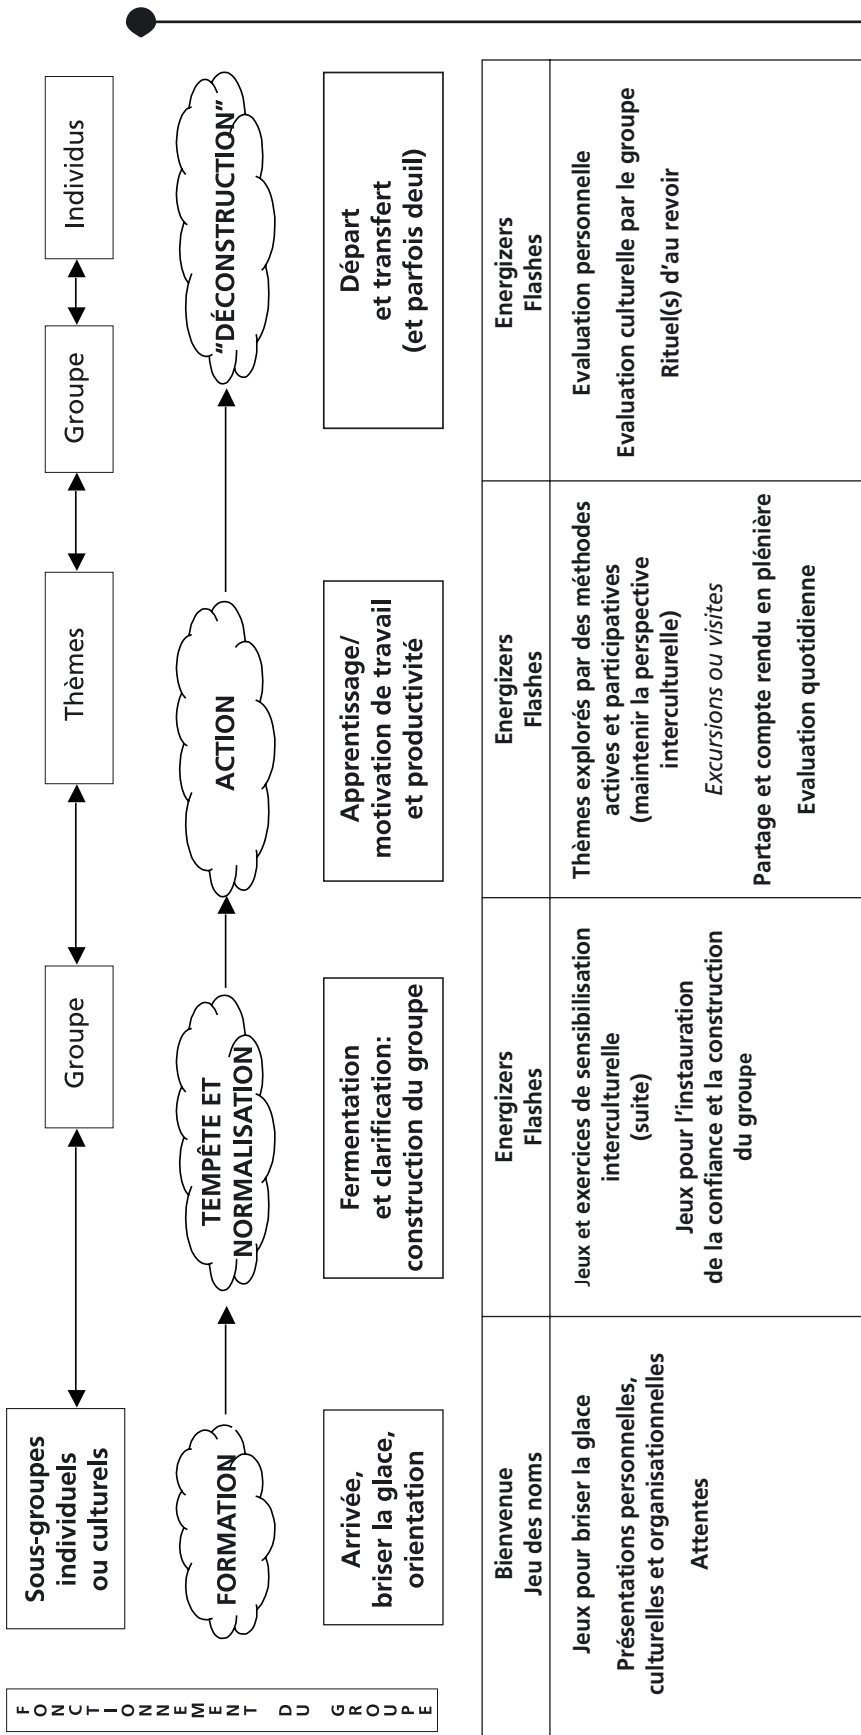 FONCTIONNEMENT DU GROUPE
Sous-groupes
individuels
ou culturels
Groupe
Thèmes
Groupe
Individus
FORMATION
TEMPÊTE ET
NORMALISATION
ACTION
“DÉCONSTRUCTION”
Arrivée,
briser la glace,
orientation
Fermentation
et clarification:
construction du groupe
Apprentissage/
motivation de travail
et productivité
Départ
et transfert
(et parfois deuil)
Bienvenue
Jeu des noms
Energizers
Flashes
Energizers
Flashes
Energizers
Flashes
Jeux pour briser la glace
Présentations personnelles,
culturelles et organisationnelles
Attentes
Jeux et exercices de sensibilisation
interculturelle
(suite)
Jeux pour l’instauration
de la confiance et la construction
du groupe
Thèmes explorés par des méthodes
actives et participatives
(maintenir la perspective
interculturelle)
Excursions ou visites
Partage et compte rendu en plénière
Evaluation quotidienne
Evaluation personnelle
Evaluation culturelle par le groupe
Rituel(s) d’au revoir